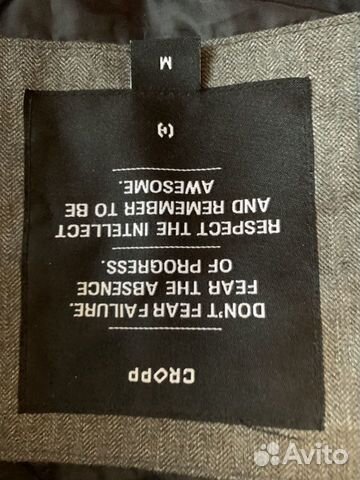 CROPP
DON'T FEAR FAILURE.
FEAR THE ABSENCE
OF PROGRESS.
RESPECT THE INTELLECT
AND REMEMBER TO BE
AWESOME.
M
Avito